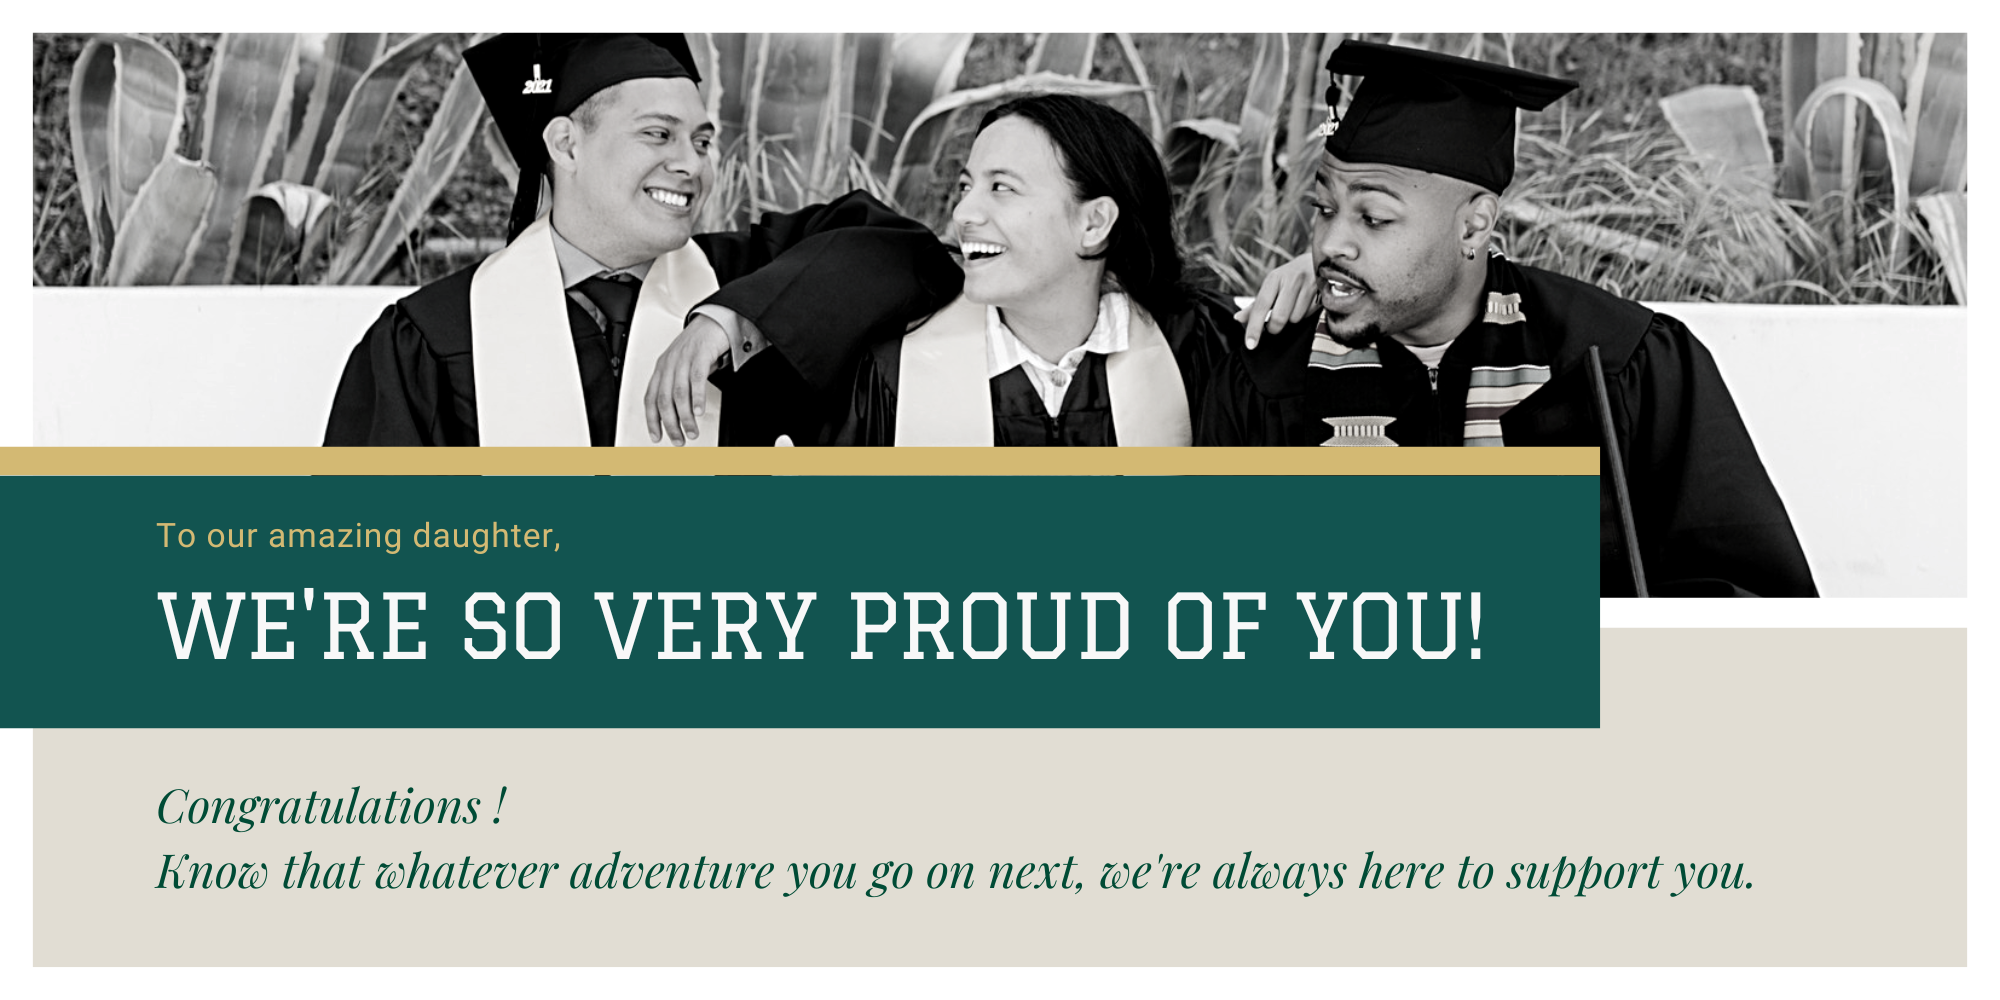 2021
2021
To our amazing daughter,
WE'RE SO VERY PROUD OF YOU!
Congratulations !
Know that whatever adventure you go on next, we're always here to support you.